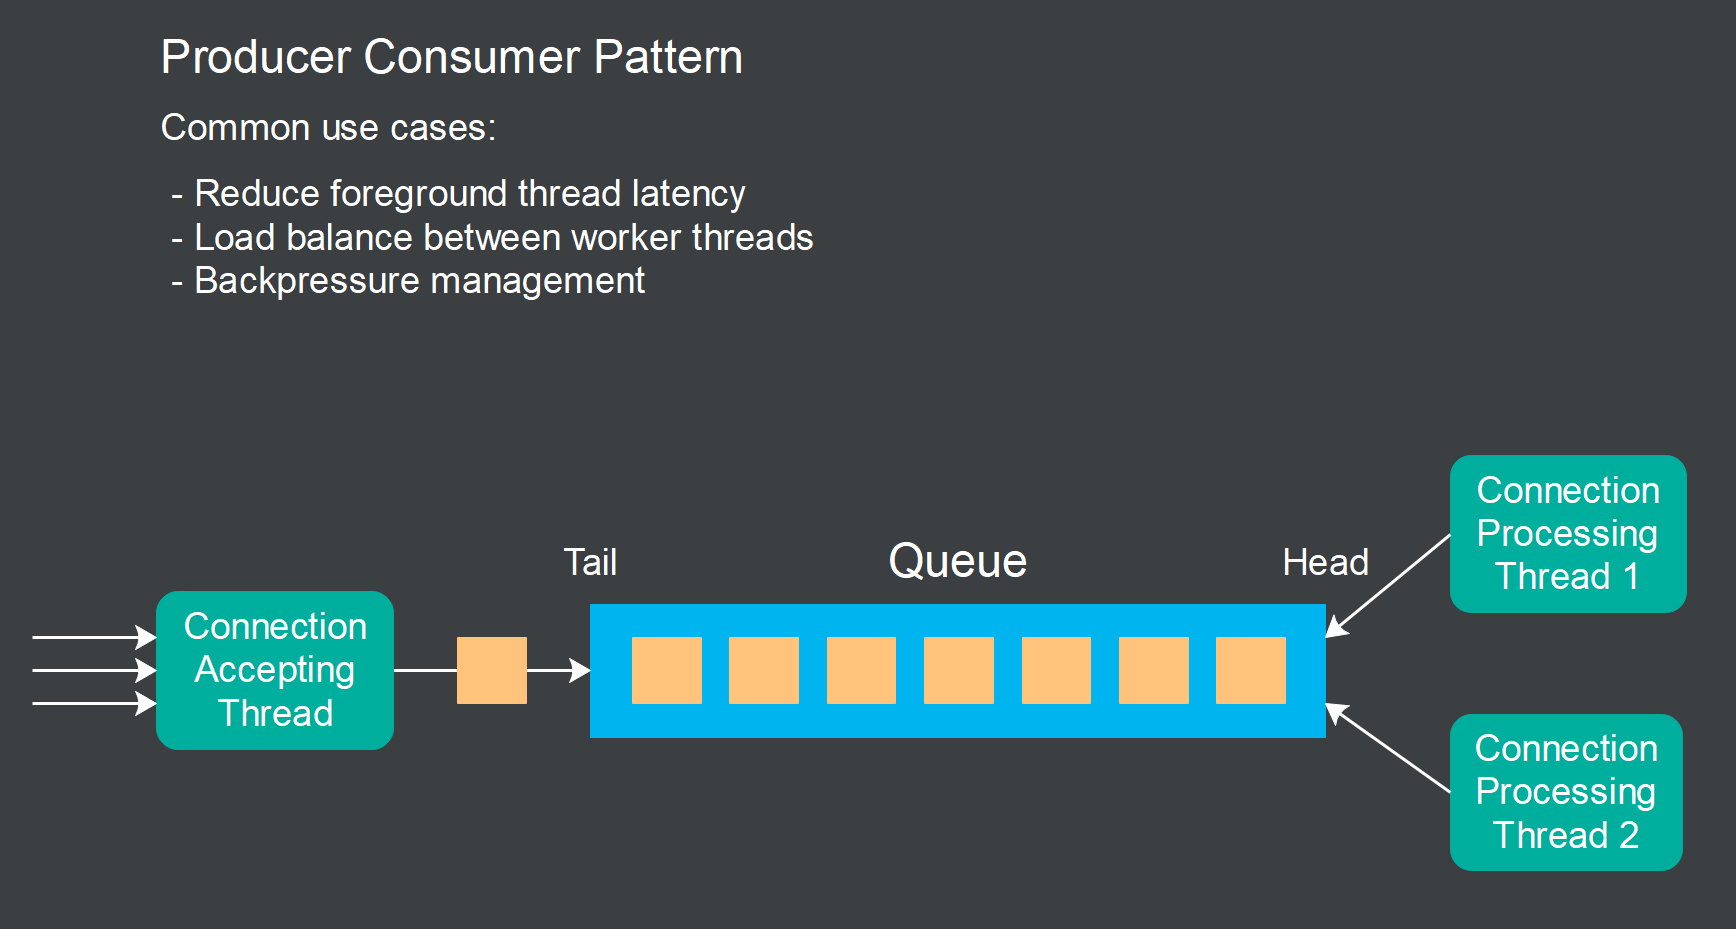 Producer Consumer Pattern
Common use cases:
- Reduce foreground thread latency
- Load balance between worker threads
- Backpressure management
Tail
Queue
Head
Connection
Accepting
Thread
Connection
Processing
Thread 1
Connection
Processing
Thread 2